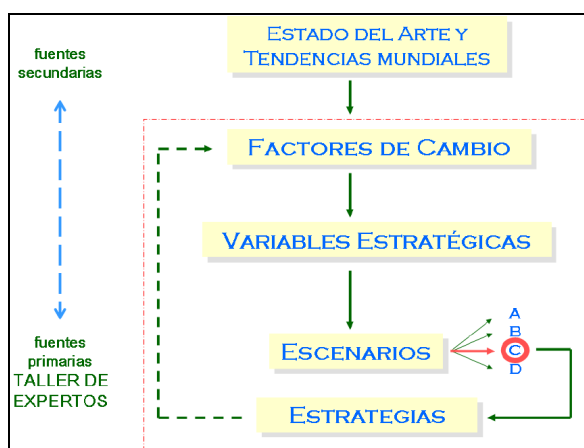 ESTADO DEL ARTE Y
TENDENCIAS MUNDIALES
fuentes
secundarias
FACTORES DE CAMBIO
VARIABLES ESTRATÉGICAS
ESCENARIOS
A
B
C
D
fuentes
primarias
TALLER DE
EXPERTOS
ESTRATEGIAS